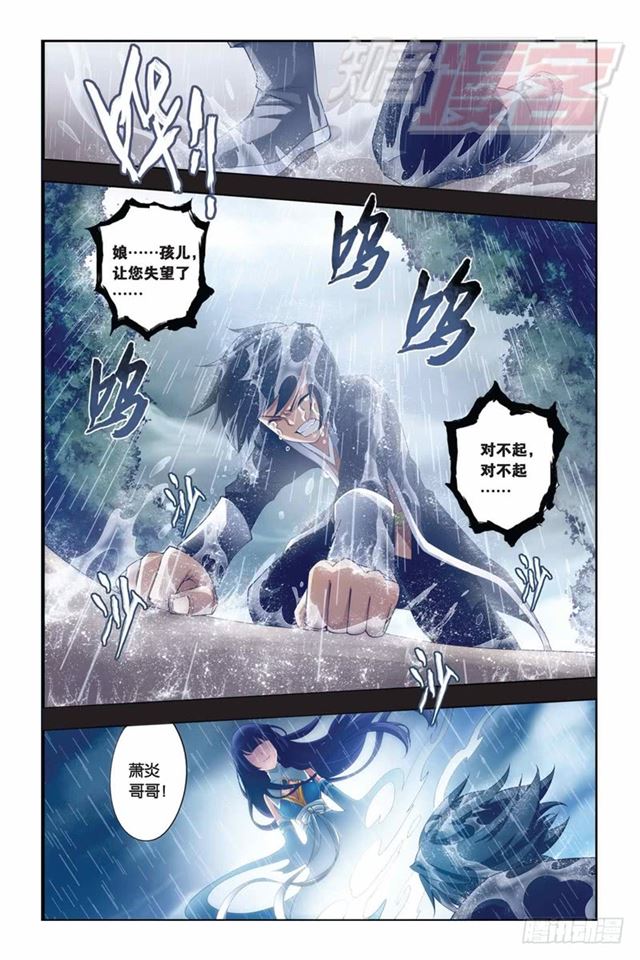 知音漫客
娘……孩儿，
让您失望了
……
呜
呜
呜
对不起，
对不起
……
沙
沙
沙
沙
萧炎
哥哥！
腾讯动漫